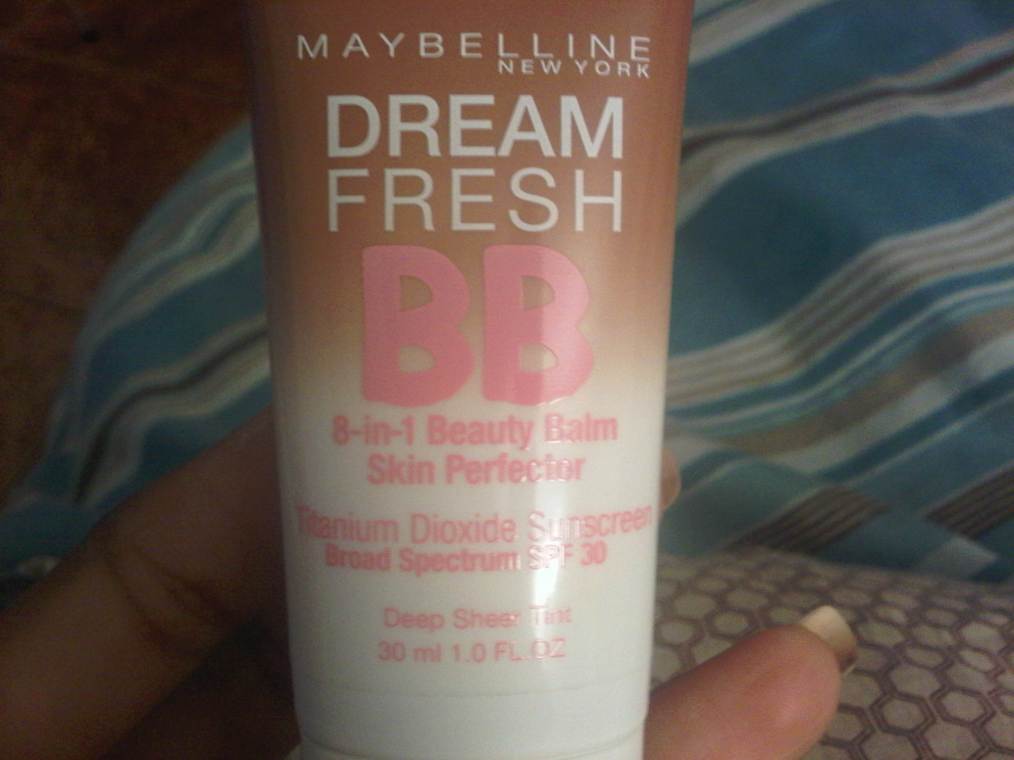 MAYBELLINE
NEW YORK
DREAM
FRESH
BB
8-in-1 Beauty Balm
Skin Perfector
Titanium Dioxide Sunscreen
Broad Spectrum SPF 30
Deep Sheer Tint
30 ml 1.0 FL.OZ